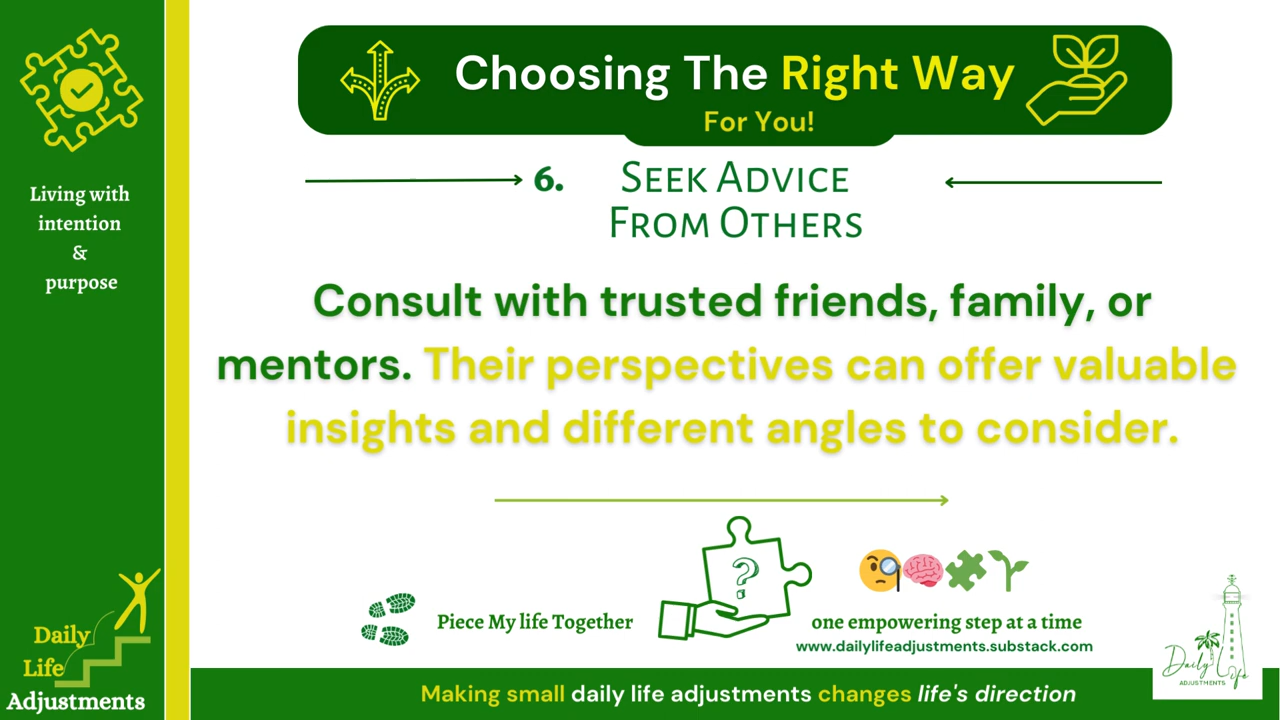 Choosing The Right Way
For You!
6. SEEK ADVICE
FROM OTHERS
Living with
intention
&
purpose
Consult with trusted friends, family, or
mentors. Their perspectives can offer valuable
insights and different angles to consider.
?
Piece My life Together
one empowering step at a time
www.dailylifeadjustments.substack.com
Daily
Life
Adjustments
Daily Life
ADJUSTMENTS
Making small daily life adjustments changes life's direction